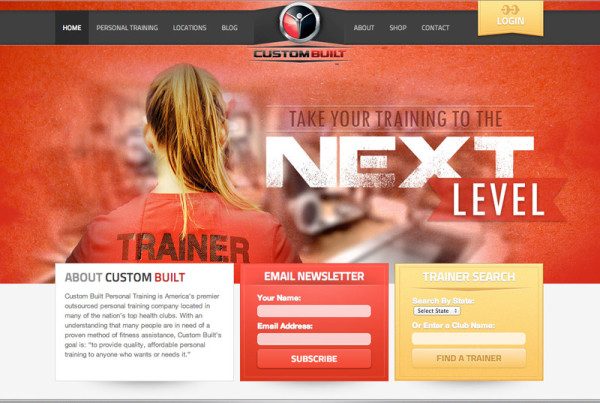 HOME
PERSONAL TRAINING
LOCATIONS
BLOG
CUSTOM BUILT
ABOUT
SHOP
CONTACT
LOGIN
TAKE YOUR TRAINING TO THE
NEXT
LEVEL
TRAINER
ABOUT CUSTOM BUILT
Custom Built Personal Training is America's premier
outsourced personal training company located in
many of the nation's top health clubs. With an
understanding that many people are in need of a
proven method of fitness assistance, Custom Built's
goal is: "to provide quality, affordable personal
training to anyone who wants or needs it."
EMAIL NEWSLETTER
Your Name:
Email Address:
SUBSCRIBE
TRAINER SEARCH
Search By State:
Select State
Or Enter a Club Name:
FIND A TRAINER